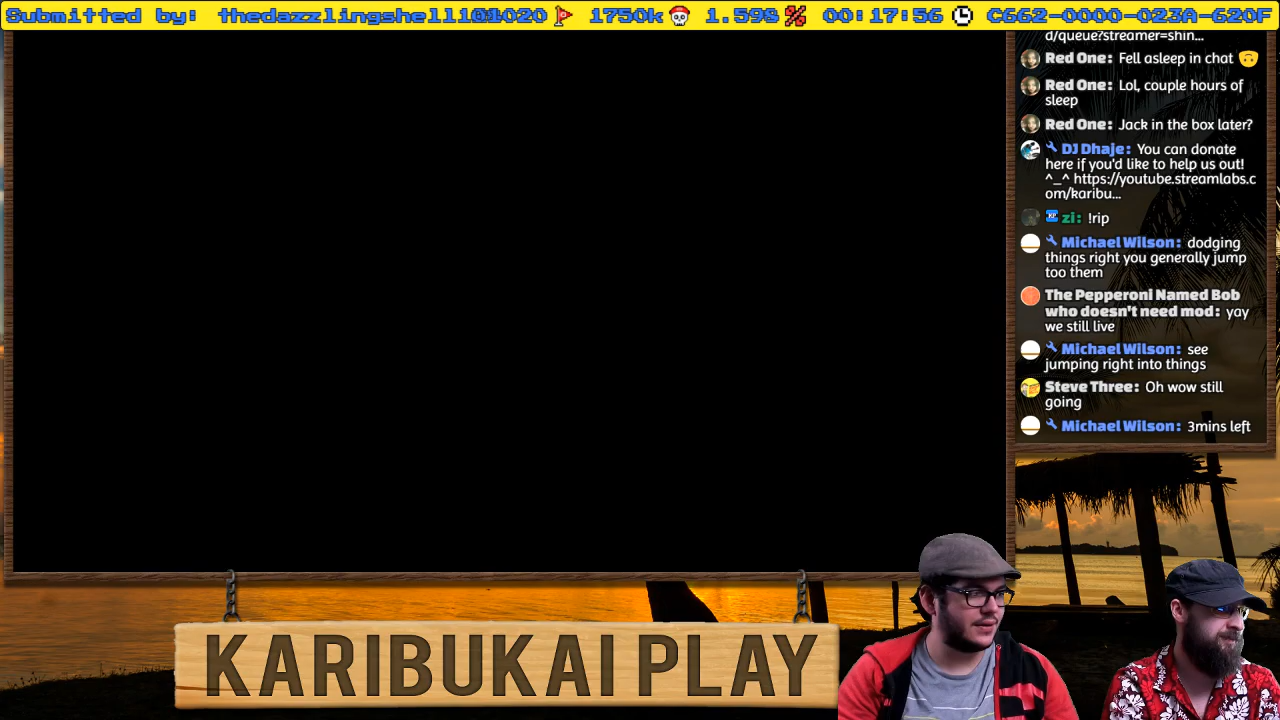 Submitted by: thedazzlingshell101020 1750k 1.59% 00:17:56 C662-0000-023A-620F
d/queue?streamer=shin...
Red One: Fell asleep in chat 🙃
Red One: Lol, couple hours of
sleep
Red One: Jack in the box later?
DJ Dhaje: You can donate
here if you'd like to help us out!
^_^ https://youtube.streamlabs.c
om/karibu...
zi: !rip
Michael Wilson: dodging
things right you generally jump
too them
The Pepperoni Named Bob
who doesn't need mod: yay
we still live
Michael Wilson: see
jumping right into things
Steve Three: Oh wow still
going
Michael Wilson: 3mins left
KARIBUKAI PLAY